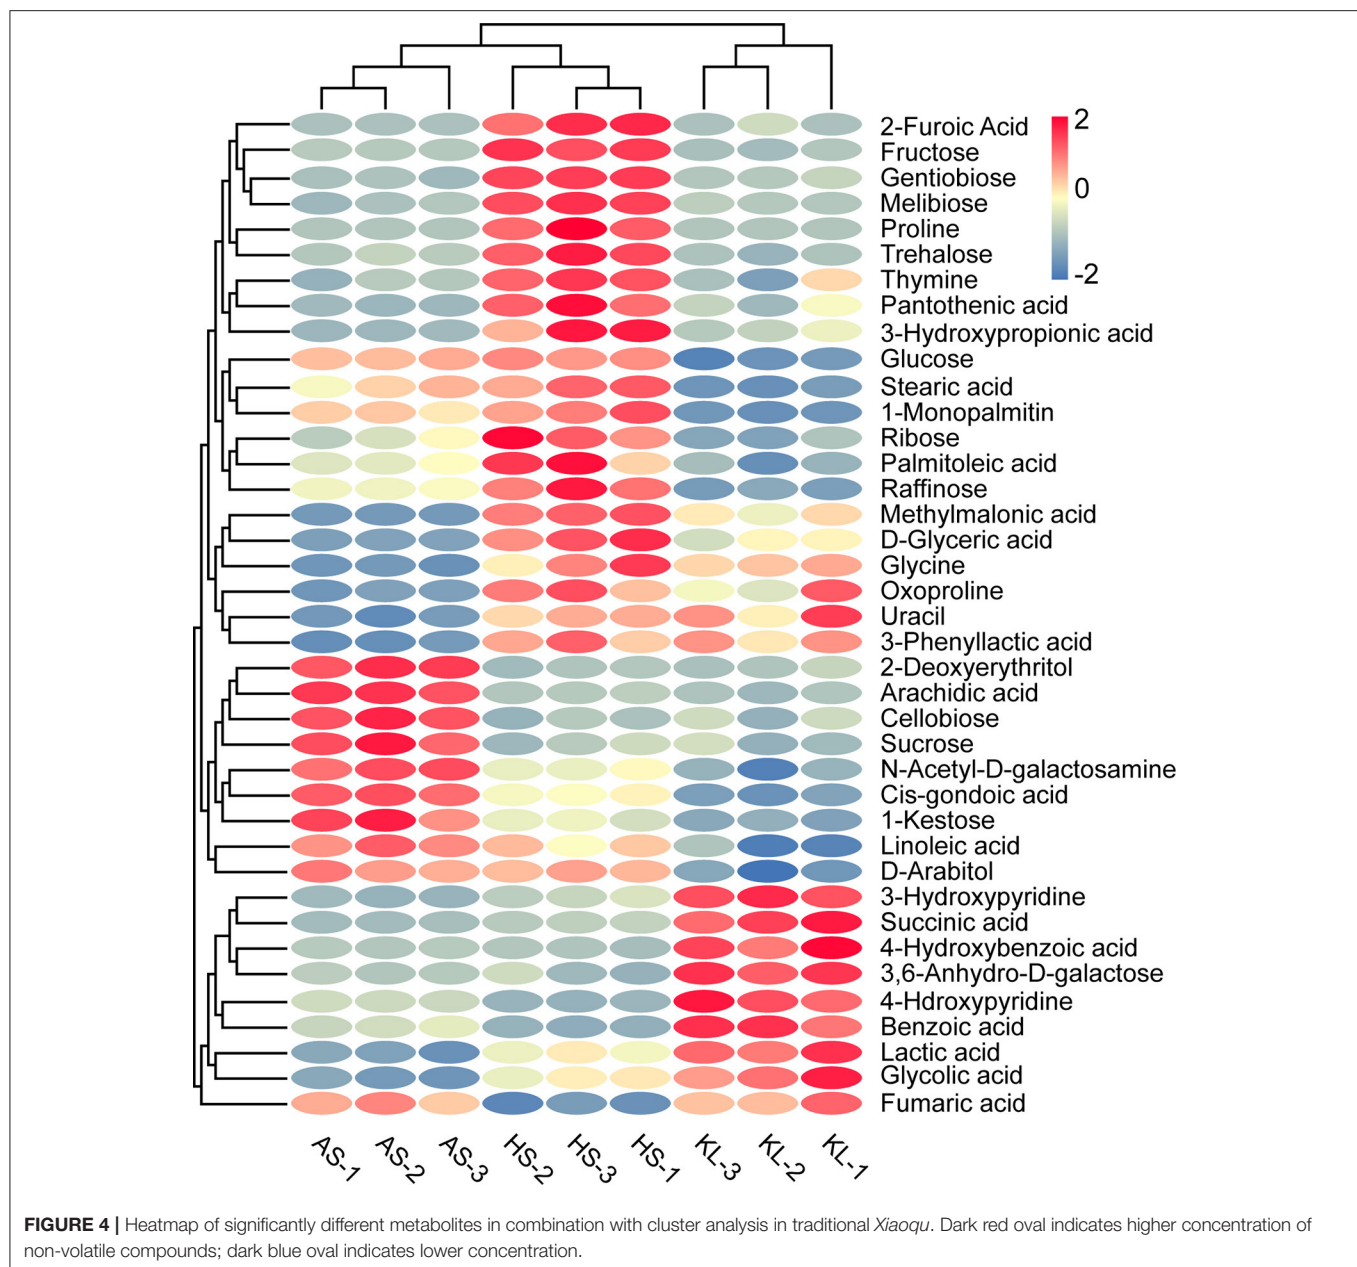 2-Furoic Acid
Fructose
Gentiobiose
Melibiose
Proline
Trehalose
Thymine
Pantothenic acid
3-Hydroxypropionic acid
Glucose
Stearic acid
1-Monopalmitin
Ribose
Palmitoleic acid
Raffinose
Methylmalonic acid
D-Glyceric acid
Glycine
Oxoproline
Uracil
3-Phenyllactic acid
2-Deoxyerythritol
Arachidic acid
Cellobiose
Sucrose
N-Acetyl-D-galactosamine
Cis-gondoic acid
1-Kestose
Linoleic acid
D-Arabitol
3-Hydroxypyridine
Succinic acid
4-Hydroxybenzoic acid
3,6-Anhydro-D-galactose
4-Hdroxypyridine
Benzoic acid
Lactic acid
Glycolic acid
Fumaric acid
2
0
-2
AS-1
AS-2
AS-3
HS-2
HS-3
HS-1
KL-3
KL-2
KL-1
FIGURE 4 | Heatmap of significantly different metabolites in combination with cluster analysis in traditional Xiaoqu. Dark red oval indicates higher concentration of
non-volatile compounds; dark blue oval indicates lower concentration.